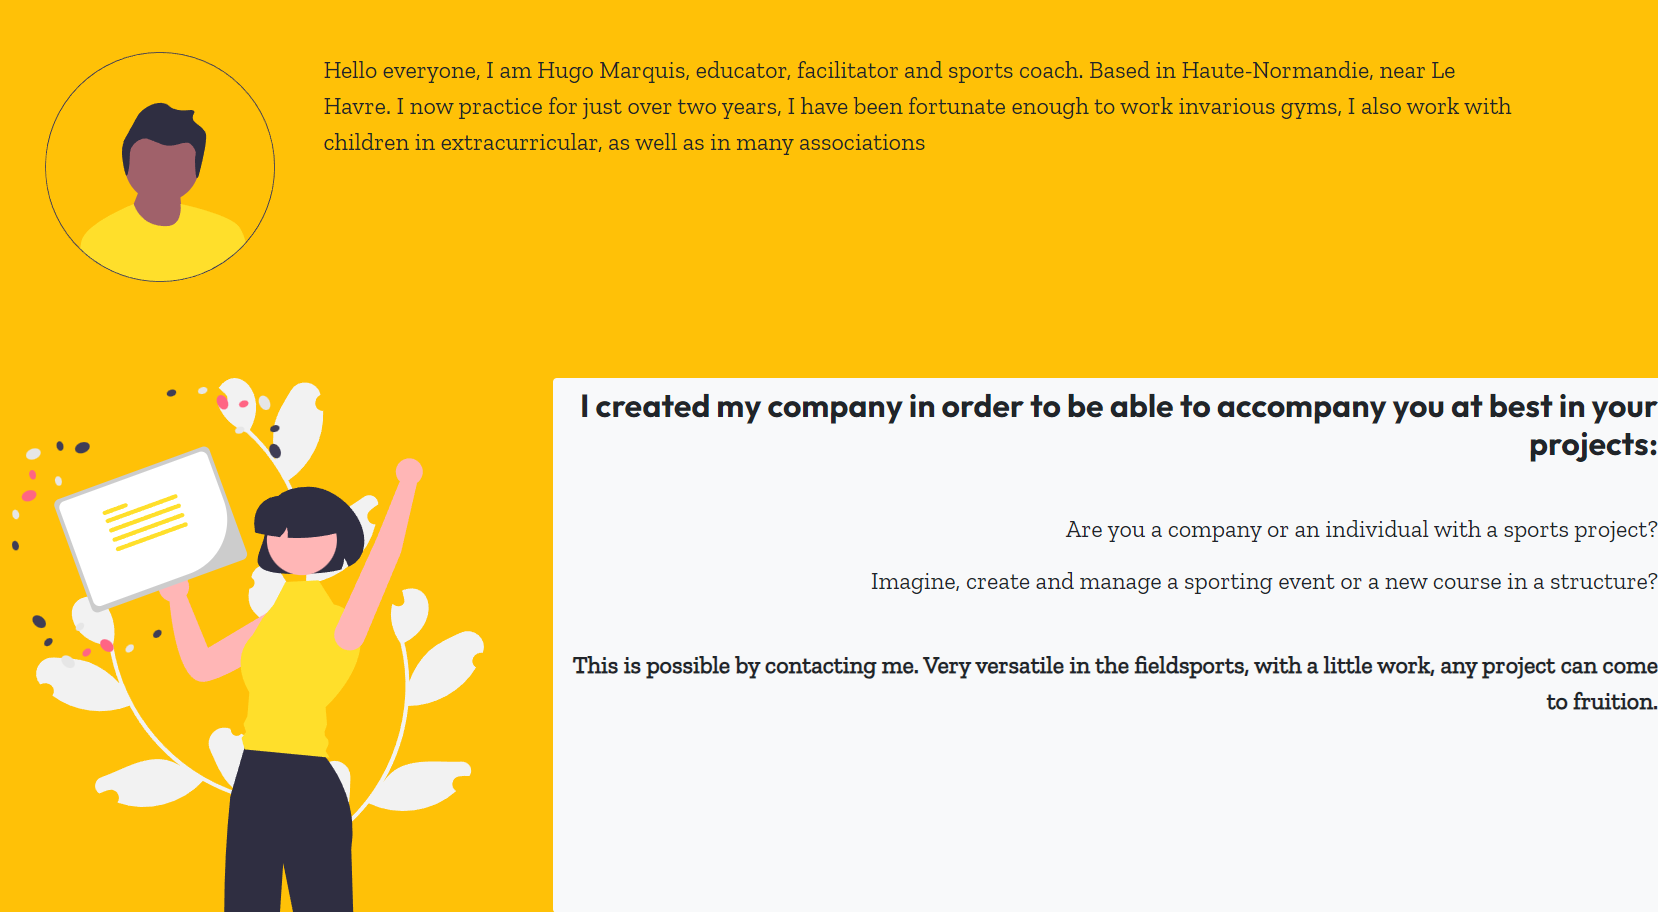 Hello everyone, I am Hugo Marquis, educator, facilitator and sports coach. Based in Haute-Normandie, near Le
Havre. I now practice for just over two years, I have been fortunate enough to work invarious gyms, I also work with
children in extracurricular, as well as in many associations
I created my company in order to be able to accompany you at best in your
projects:
Are you a company or an individual with a sports project?
Imagine, create and manage a sporting event or a new course in a structure?
This is possible by contacting me. Very versatile in the fieldsports, with a little work, any project can come
to fruition.